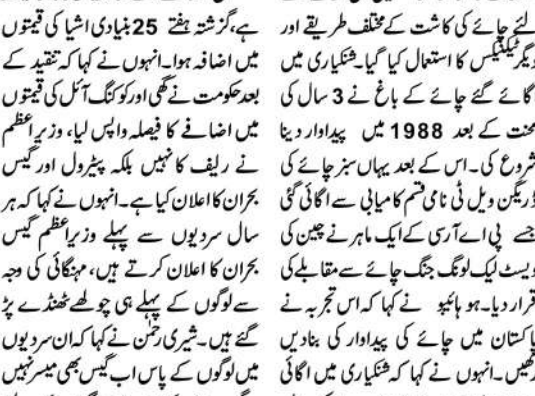 لئے چائے کی کاشت کے مختلف طریقے اور
دیگر ٹیکنیکس کا استعمال کیا گیا۔ شنکیاری میں
اگائے گئے چائے کے باغ نے 3 سال کی
محنت کے بعد 1988 میں پیداوار دینا
شروع کی۔ اس کے بعد یہاں سبز چائے کی
ڈریگن ویل ٹی نامی قسم کامیابی سے اگائی گئی
جسے پی اے آر سی کے ایک ماہر نے چین کی
ویسٹ لیک لونگ جنگ چائے سے مقابلے کی
قرار دیا۔ ہو ہائیو نے کہا کہ اس تجربہ نے
پاکستان میں چائے کی پیداوار کی بنادیں
رکھیں۔ انہوں نے کہا کہ شنکیاری میں اگائی
ہے، گزشتہ ہفتے 25 بنیادی اشیا کی قیمتوں
میں اضافہ ہوا۔ انہوں نے کہا کہ تنقید کے
بعد حکومت نے گھی اور کوکنگ آئل کی قیمتوں
میں اضافے کا فیصلہ واپس لیا، وزیراعظم
نے ریلف کا نہیں بلکہ پیٹرول اور گیس
بحران کا اعلان کیا ہے۔ انہوں نے کہا کہ ہر
سال سردیوں سے پہلے وزیراعظم گیس
بحران کا اعلان کرتے ہیں، مہنگائی کی وجہ
سے لوگوں کے پہلے ہی چولھے ٹھنڈے پڑ
گئے ہیں۔ شیری رحمٰن نے کہا کہ ان سردیوں
میں لوگوں کے پاس اب گیس بھی میسر نہیں